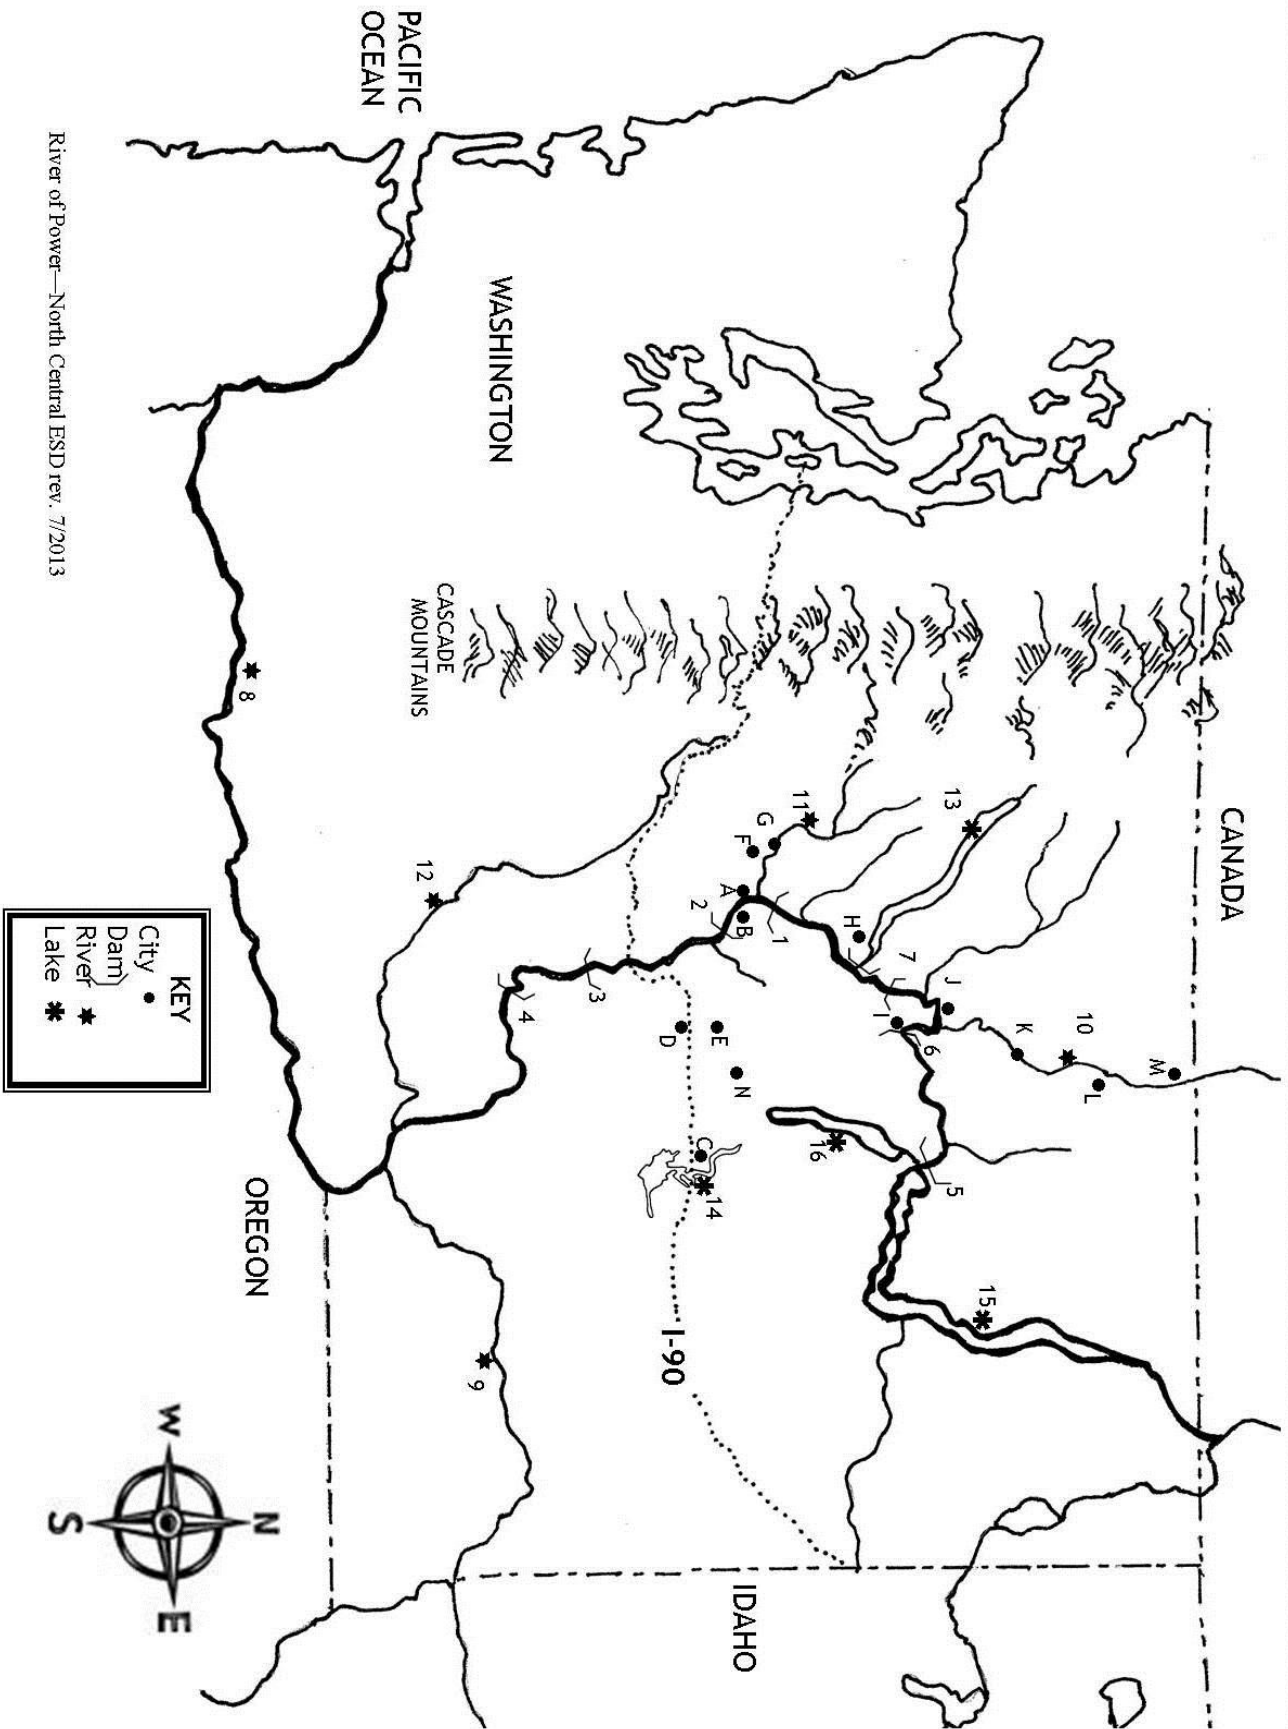 PACIFIC
OCEAN
WASHINGTON
CANADA
CASCADE
MOUNTAINS
13
11
G
F
A
B
2
1
H
7
J
I
6
K
10
L
M
3
4
D
E
N
C
14
16
5
15
12
8
9
I-90
IDAHO
OREGON
KEY
City
Dam
River
Lake
N
W
E
S
River of Power—North Central ESD rev. 7/2013